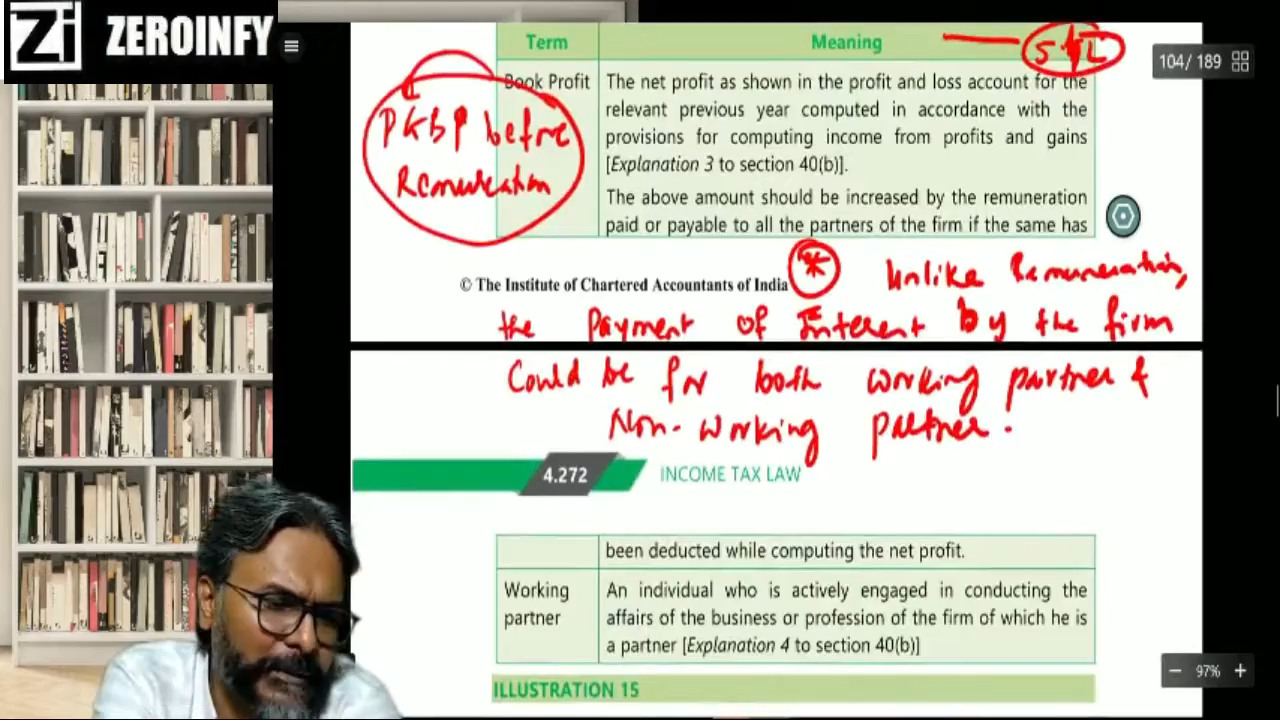 Zi ZEROINFY
Term Meaning
5 L
104/ 189
Book Profit The net profit as shown in the profit and loss account for the
relevant previous year computed in accordance with the
provisions for computing income from profits and gains
[Explanation 3 to section 40(b)].
The above amount should be increased by the remuneration
paid or payable to all the partners of the firm if the same has
PGBP before
Remuneration
© The Institute of Chartered Accountants of India
* Unlike Remuneration,
the Payment of Interest by the firm
Could be for both working partner &
Non-working partner.
4.272 INCOME TAX LAW
been deducted while computing the net profit.
Working An individual who is actively engaged in conducting the
partner affairs of the business or profession of the firm of which he is
a partner [Explanation 4 to section 40(b)]
− 97% +
ILLUSTRATION 15